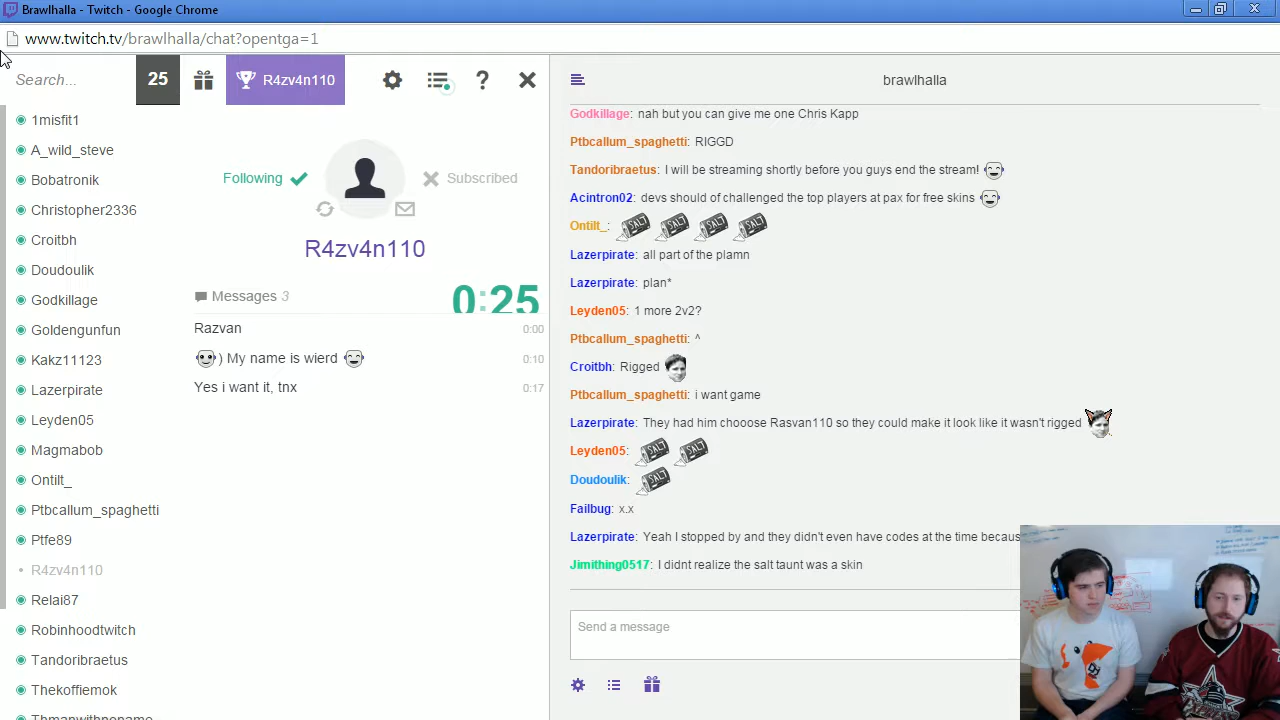 Brawlhalla - Twitch - Google Chrome
www.twitch.tv/brawlhalla/chat?opentga=1
Search...
25
R4zv4n110
?
1misfit1
A_wild_steve
Bobatronik
Christopher2336
Croitbh
Doudoulik
Godkillage
Goldengunfun
Kakz11123
Lazerpirate
Leyden05
Magmabob
Ontilt_
Ptbcallum_spaghetti
Ptfe89
R4zv4n110
Relai87
Robinhoodtwitch
Tandoribraetus
Thekoffiemok
Thmanwithnoname
Following
Subscribed
R4zv4n110
Messages 3
0:25
Razvan 0:00
) My name is wierd 0:10
Yes i want it, tnx 0:17
brawlhalla
Godkillage: nah but you can give me one Chris Kapp
Ptbcallum_spaghetti: RIGGD
Tandoribraetus: I will be streaming shortly before you guys end the stream!
Acintron02: devs should of challenged the top players at pax for free skins
Ontilt_: SALT SALT SALT SALT
Lazerpirate: all part of the plamn
Lazerpirate: plan*
Leyden05: 1 more 2v2?
Ptbcallum_spaghetti: ^
Croitbh: Rigged
Ptbcallum_spaghetti: i want game
Lazerpirate: They had him chooose Rasvan110 so they could make it look like it wasn't rigged
Leyden05: SALT SALT
Doudoulik: SALT
Failbug: x.x
Lazerpirate: Yeah I stopped by and they didn't even have codes at the time becaus
Jimithing0517: I didnt realize the salt taunt was a skin
Send a message